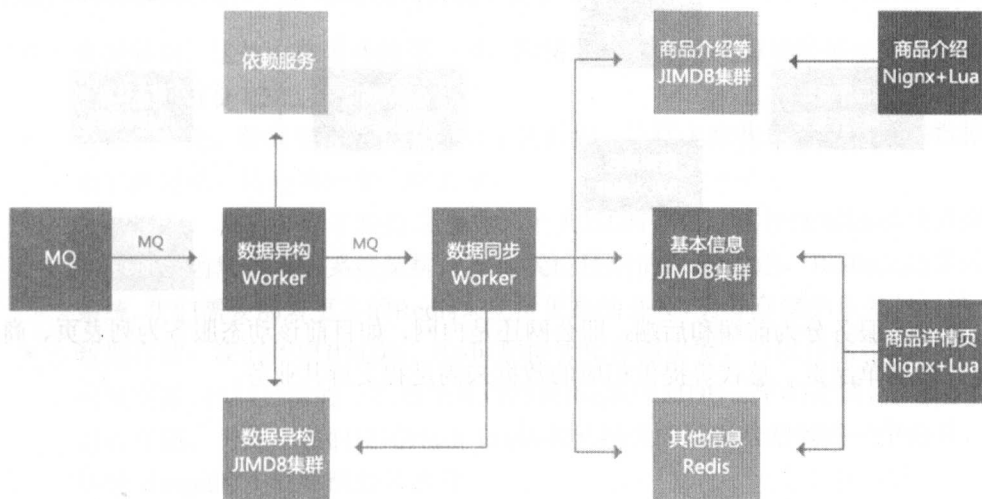 依赖服务
商品介绍等
JIMDB集群
商品介绍
Nignx+Lua
MQ
MQ
数据异构
Worker
MQ
数据同步
Worker
基本信息
JIMDB集群
商品详情页
Nignx+Lua
数据异构
JIMD8集群
其他信息
Redis